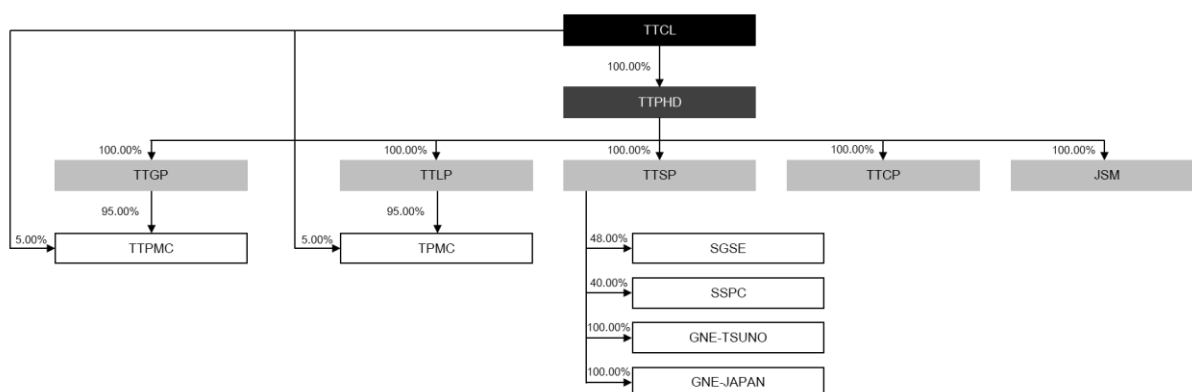 TTCL
100.00%
TTPHD
100.00% 100.00% 100.00% 100.00% 100.00%
TTGP TTLP TTSP TTCP JSM
95.00% 95.00%
5.00% TTPMC 5.00% TPMC 48.00% SGSE
40.00% SSPC
100.00% GNE-TSUNO
100.00% GNE-JAPAN